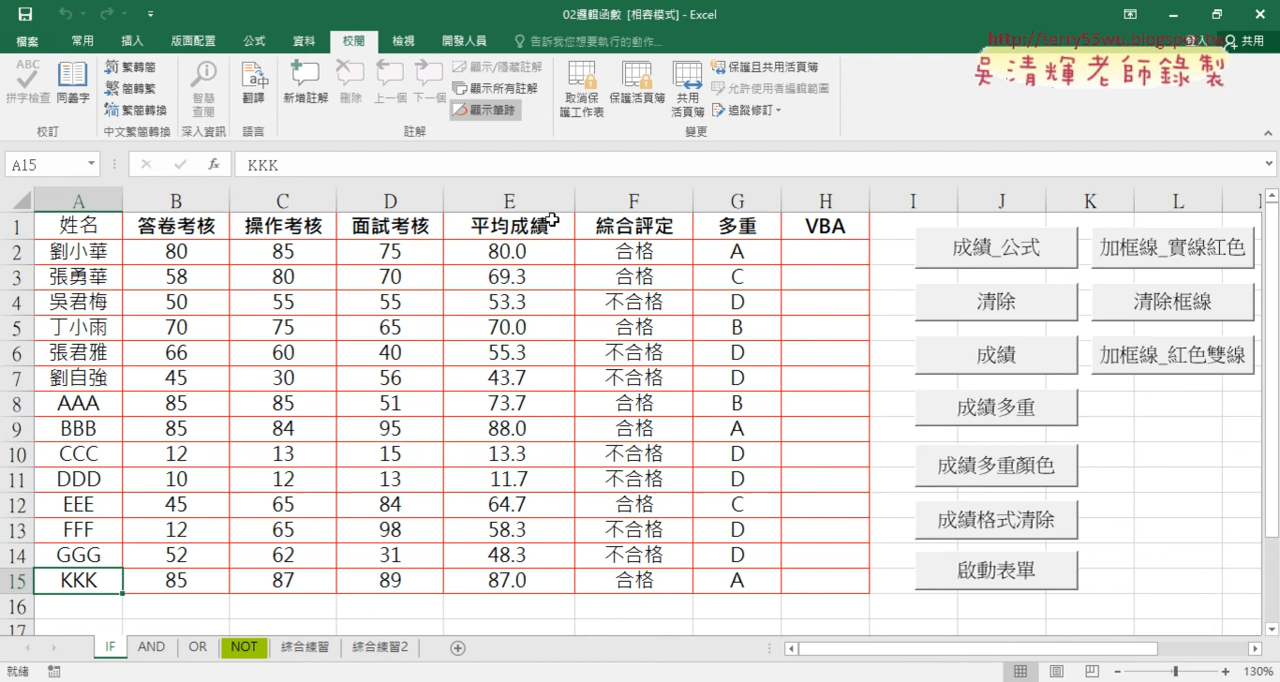 02邏輯函數 [相容模式] - Excel
檔案 常用 插入 版面配置 公式 資料 校閱 檢視 開發人員 告訴我您想要執行的動作... 登入 共用
http://terry55wu.blogspot.tw
吳清輝老師錄製
ABC 拼字檢查 同義字 校訂
繁轉簡
簡轉繁
繁簡轉換
中文繁簡轉換
智慧查閱 深入資訊
翻譯 語言
新增註解 刪除 上一個 下一個 註解
顯示/隱藏註解
顯示所有註解
顯示筆跡
取消保護工作表 保護活頁簿 共用活頁簿 變更
保護且共用活頁簿
允許使用者編輯範圍
追蹤修訂
A15 fx KKK
A B C D E F G H I J K L
1 姓名 答卷考核 操作考核 面試考核 平均成績 綜合評定 多重 VBA
2 劉小華 80 85 75 80.0 合格 A
3 張勇華 58 80 70 69.3 合格 C
4 吳君梅 50 55 55 53.3 不合格 D
5 丁小雨 70 75 65 70.0 合格 B
6 張君雅 66 60 40 55.3 不合格 D
7 劉自強 45 30 56 43.7 不合格 D
8 AAA 85 85 51 73.7 合格 B
9 BBB 85 84 95 88.0 合格 A
10 CCC 12 13 15 13.3 不合格 D
11 DDD 10 12 13 11.7 不合格 D
12 EEE 45 65 84 64.7 合格 C
13 FFF 12 65 98 58.3 不合格 D
14 GGG 52 62 31 48.3 不合格 D
15 KKK 85 87 89 87.0 合格 A
16
17
成績_公式 加框線_實線紅色
清除 清除框線
成績 加框線_紅色雙線
成績多重
成績多重顏色
成績格式清除
啟動表單
IF AND OR NOT 綜合練習 綜合練習2
就緒 130%